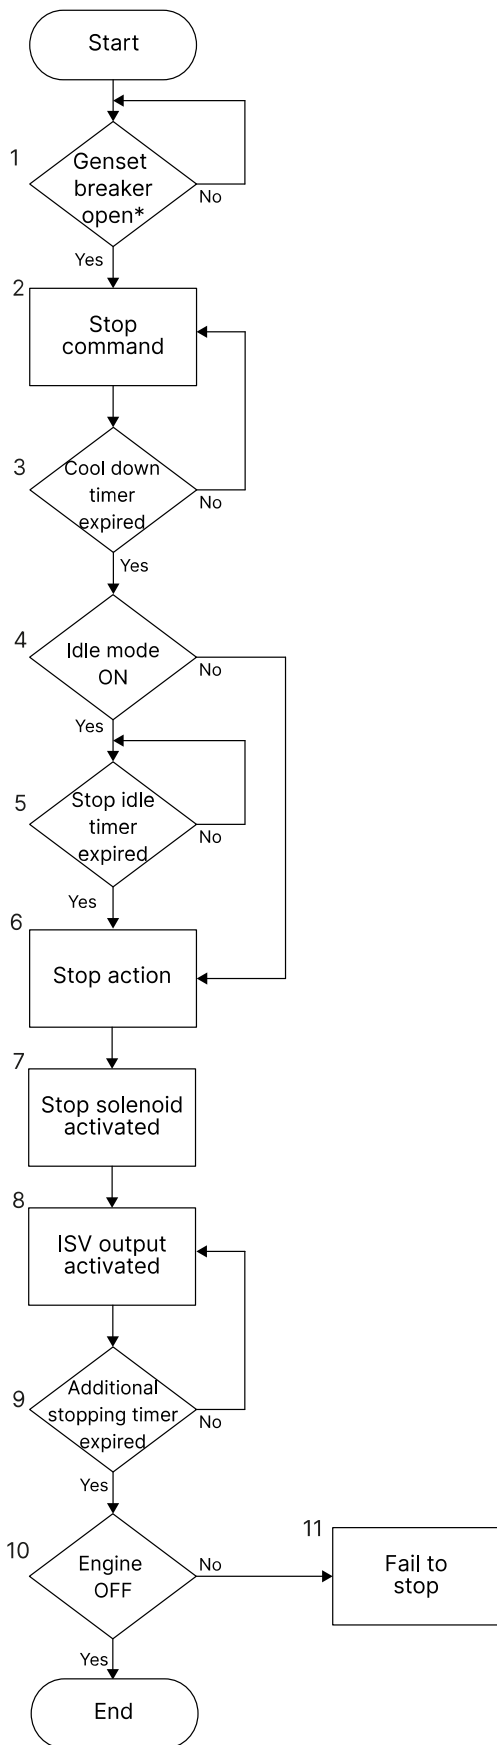 Start
1
Genset
breaker
open*
No
Yes
2
Stop
command
3
Cool down
timer
expired
No
Yes
4
Idle mode
ON
No
Yes
5
Stop idle
timer
expired
No
Yes
6
Stop action
7
Stop solenoid
activated
8
ISV output
activated
9
Additional
stopping timer
expired
No
Yes
10
Engine
OFF
No
11
Fail to
stop
Yes
End